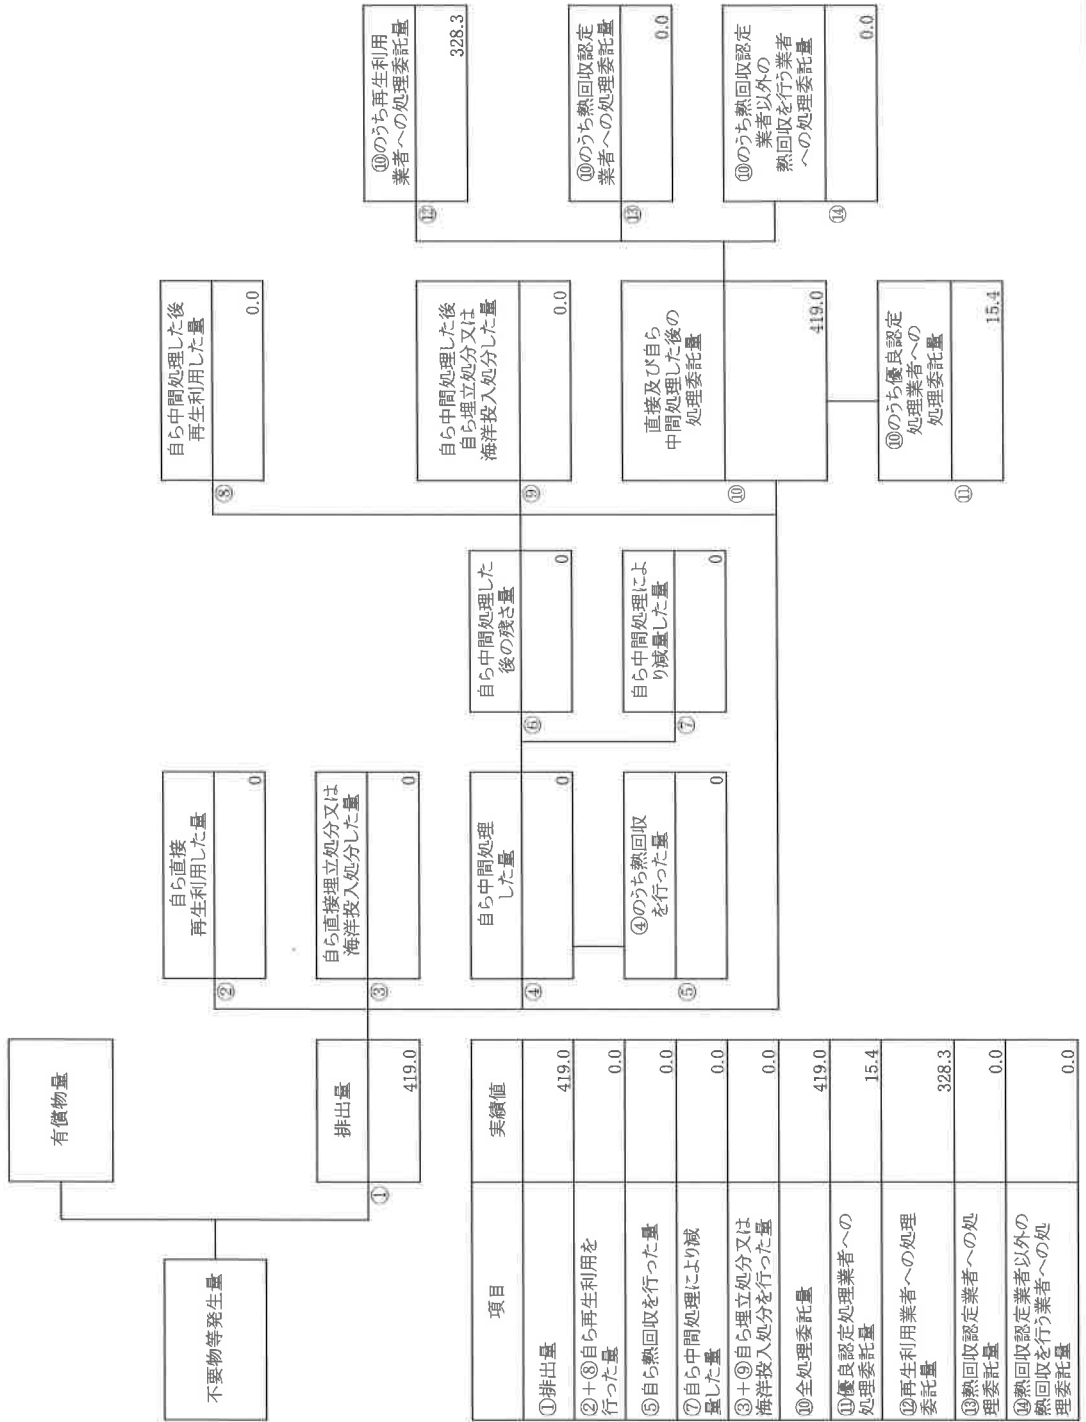 不要物等発生量
有償物量
①
排出量
419.0
②
自ら直接
再生利用した量
0
③
自ら直接埋立処分又は
海洋投入処分した量
0
④
自ら中間処理
した量
0
⑤
④のうち熱回収
を行った量
0
⑥
自ら中間処理した
後の残さ量
0
⑦
自ら中間処理によ
り減量した量
0
⑧
自ら中間処理した後
再生利用した量
0.0
⑨
自ら中間処理した後
自ら埋立処分又は
海洋投入処分した量
0.0
⑩
直接及び自ら
中間処理した後の
処理委託量
419.0
⑪
⑩のうち優良認定
処理業者への
処理委託量
15.4
⑫
⑩のうち再生利用
業者への処理委託量
328.3
⑬
⑩のうち熱回収認定
業者への処理委託量
0.0
⑭
⑩のうち熱回収認定
業者以外の
熱回収を行う業者
への処理委託量
0.0
項目
実績値
①排出量
419.0
②+⑧自ら再生利用を
行った量
0.0
⑤自ら熱回収を行った量
0.0
⑦自ら中間処理により減
量した量
0.0
③+⑨自ら埋立処分又は
海洋投入処分を行った量
0.0
⑩全処理委託量
419.0
⑪優良認定処理業者への
処理委託量
15.4
⑫再生利用業者への処理
委託量
328.3
⑬熱回収認定業者への処
理委託量
0.0
⑭熱回収認定業者以外の
熱回収を行う業者への処
理委託量
0.0